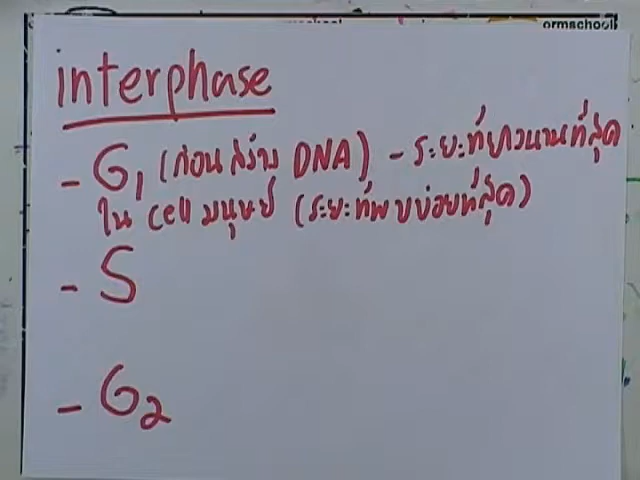 ormschool
interphase
- G1 (ก่อนสร้าง DNA) - ระยะที่ยาวนานที่สุด
ใน cell มนุษย์ (ระยะที่พบบ่อยที่สุด)
- S
- G2